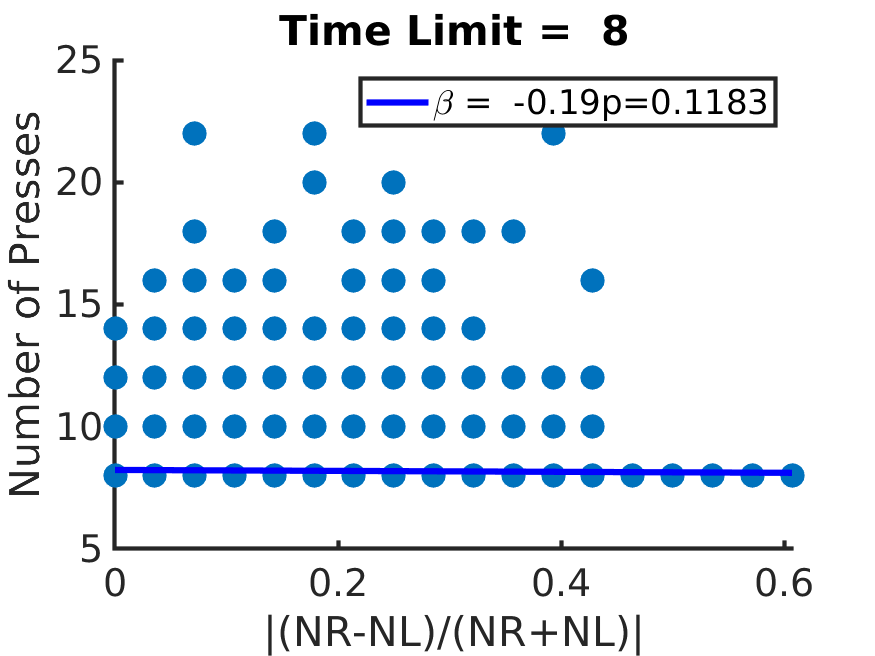 Time Limit =  8
25
β =  -0.19p=0.1183
20
15
10
5
Number of Presses
0
0.2
0.4
0.6
|(NR-NL)/(NR+NL)|